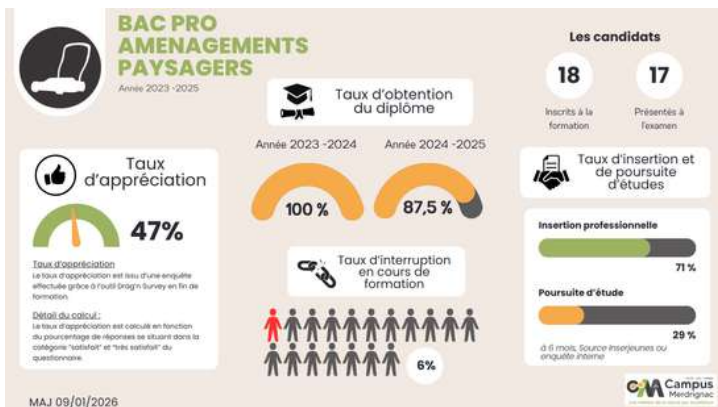 BAC PRO
AMENAGEMENTS
PAYSAGERS
Année 2023 -2025
Les candidats
18
17
Inscrits à la
formation
Présentés à
l'examen
Taux d'obtention
du diplôme
Année 2023 -2024
Année 2024 -2025
100 %
87,5 %
Taux
d'appréciation
47%
Taux d'appréciation
Le taux d'appréciation est issu d'une enquête
effectuée grâce à l'outil Drag'n Survey en fin de
formation.
Détail du calcul :
Le taux d'appréciation est calculé en fonction
du pourcentage de réponses se situant dans la
catégorie "satisfait" et "très satisfait" du
questionnaire.
Taux d'interruption
en cours de
formation
6%
Taux d'insertion et
de poursuite
d'études
Insertion professionnelle
71 %
Poursuite d'étude
29 %
à 6 mois, Source Inserjeunes ou
enquête interne
Campus
Merdrignac
MAJ 09/01/2026